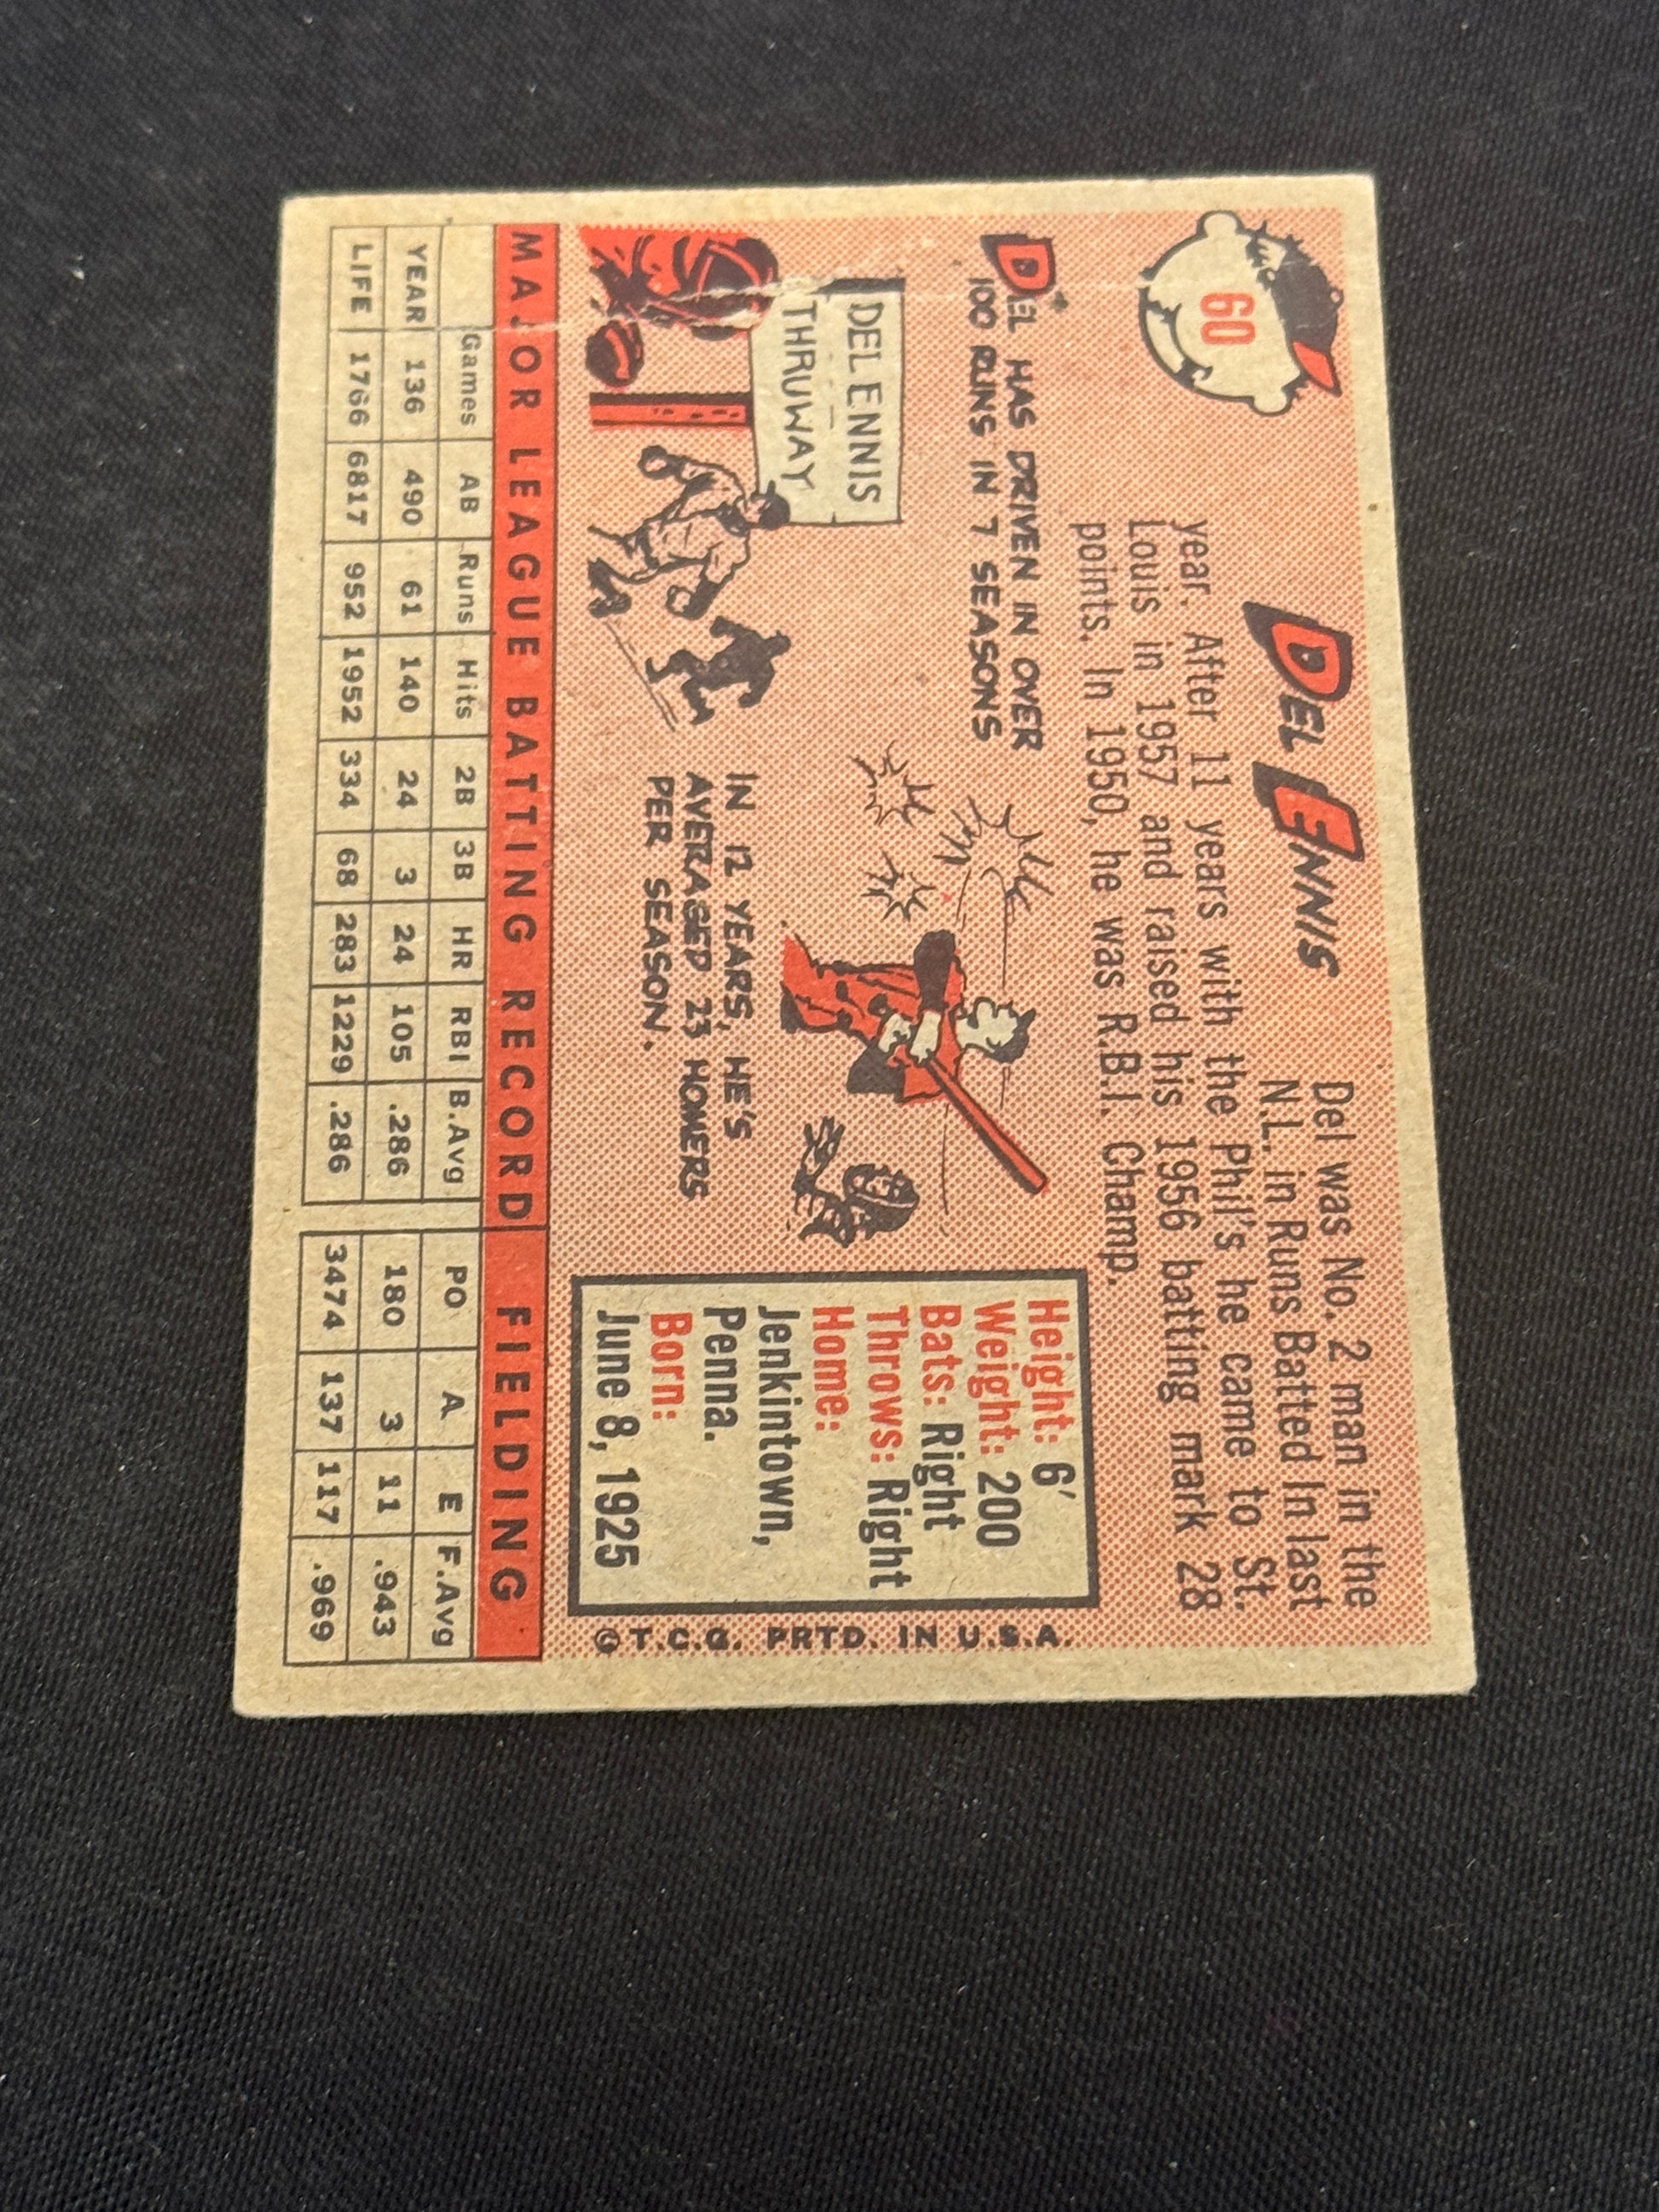 60
DEL ENNIS
Del was No. 2 man in the
N.L. in Runs Batted In last
year. After 11 years with the Phil's he came to St.
Louis in 1957 and raised his 1956 batting mark 28
points. In 1950, he was R.B.I. Champ.
DEL HAS DRIVEN IN OVER
100 RUNS IN 7 SEASONS
DEL ENNIS
THRUWAY
IN 12 YEARS, HE'S
AVERAGED 23 HOMERS
PER SEASON.
Height: 6'
Weight: 200
Bats: Right
Throws: Right
Home:
Jenkintown,
Penna.
Born:
June 8, 1925
© T.C.G. PRTD. IN U.S.A.
MAJOR LEAGUE BATTING RECORD FIELDING
Games AB Runs Hits 2B 3B HR RBI B.Avg PO A E F.Avg
YEAR 136 490 61 140 24 3 24 105 .286 180 3 11 .943
LIFE 1766 6817 952 1952 334 68 283 1229 .286 3474 137 117 .969